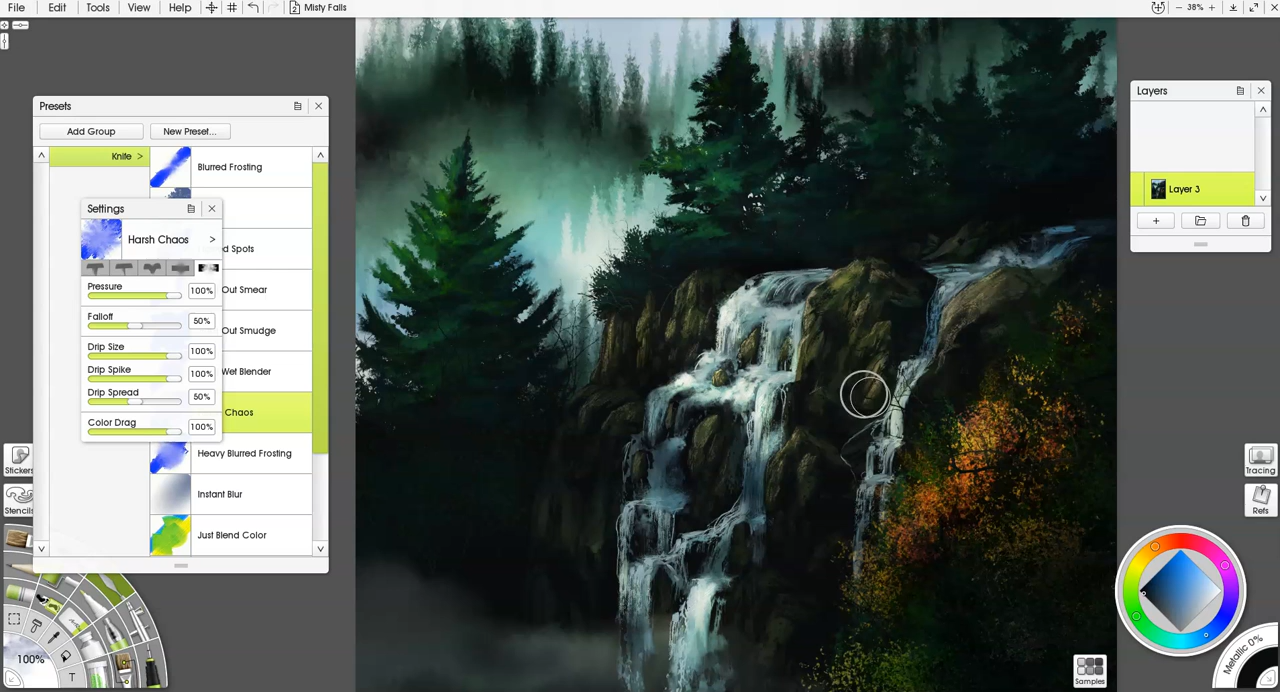 File Edit Tools View Help Misty Falls 38%
Presets
Add Group New Preset...
Knife >
Blurred Frosting
Spots
Out Smear
Out Smudge
Wet Blender
Chaos
Heavy Blurred Frosting
Instant Blur
Just Blend Color
Settings
Harsh Chaos >
Pressure 100%
Falloff 50%
Drip Size 100%
Drip Spike 100%
Drip Spread 50%
Color Drag 100%
Stickers
Stencils
100%
T
Layers
Layer 3
Tracing
Refs
Samples
Metallic 0%